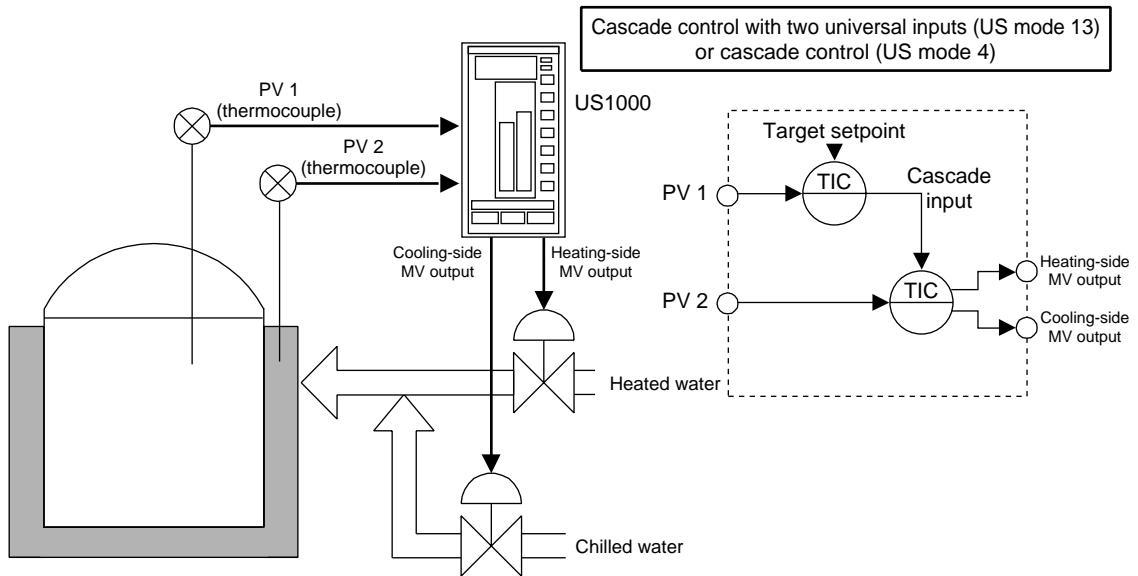 Cascade control with two universal inputs (US mode 13)
or cascade control (US mode 4)
PV 1
(thermocouple)
PV 2
(thermocouple)
US1000
Cooling-side
MV output
Heating-side
MV output
Heated water
Chilled water
Target setpoint
PV 1
TIC
Cascade
input
PV 2
TIC
Heating-side
MV output
Cooling-side
MV output